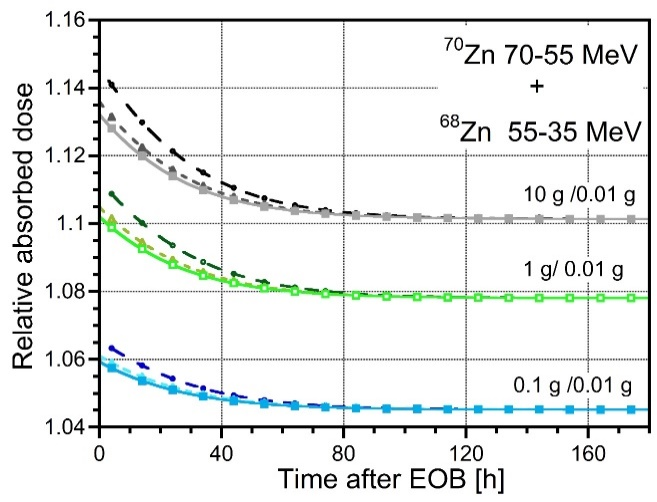 1.16
1.14
1.12
1.1
1.08
1.06
1.04
Relative absorbed dose
⁷⁰Zn 70-55 MeV
+
⁶⁸Zn 55-35 MeV
10 g /0.01 g
1 g/ 0.01 g
0.1 g /0.01 g
0 40 80 120 160
Time after EOB [h]